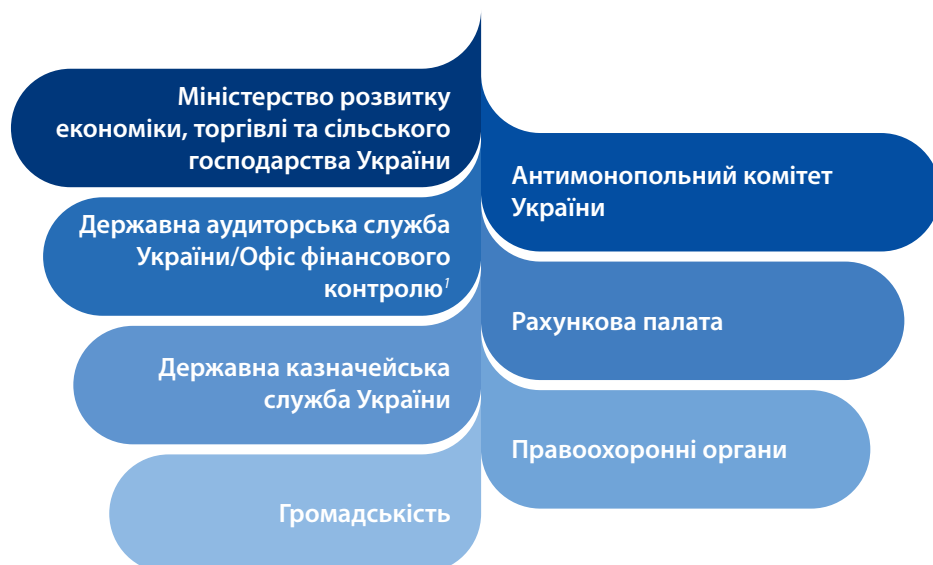 Міністерство розвитку
економіки, торгівлі та сільського
господарства України
Антимонопольний комітет
України
Державна аудиторська служба
України/Офіс фінансового
контролю¹
Рахункова палата
Державна казначейська
служба України
Правоохоронні органи
Громадськість